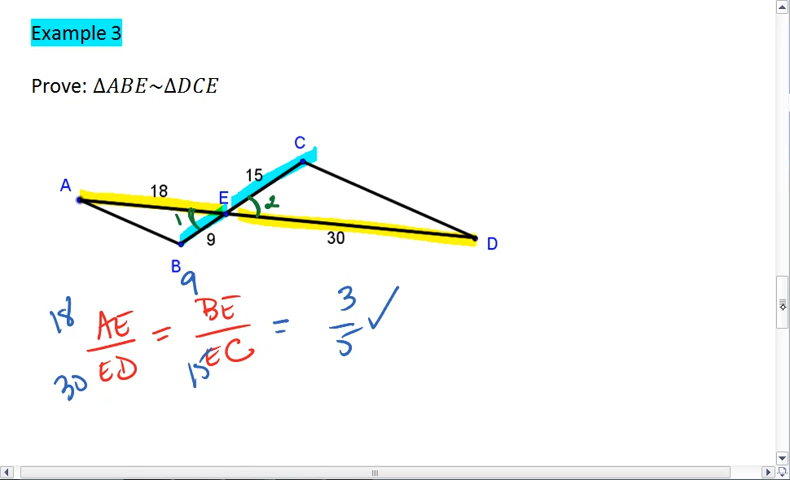 Example 3
Prove: ΔABE~ΔDCE
C
15
A
18
E
1
2
9
30
D
B
9
18 AE/ED = BE/EC = 3/5 ✓
30
15